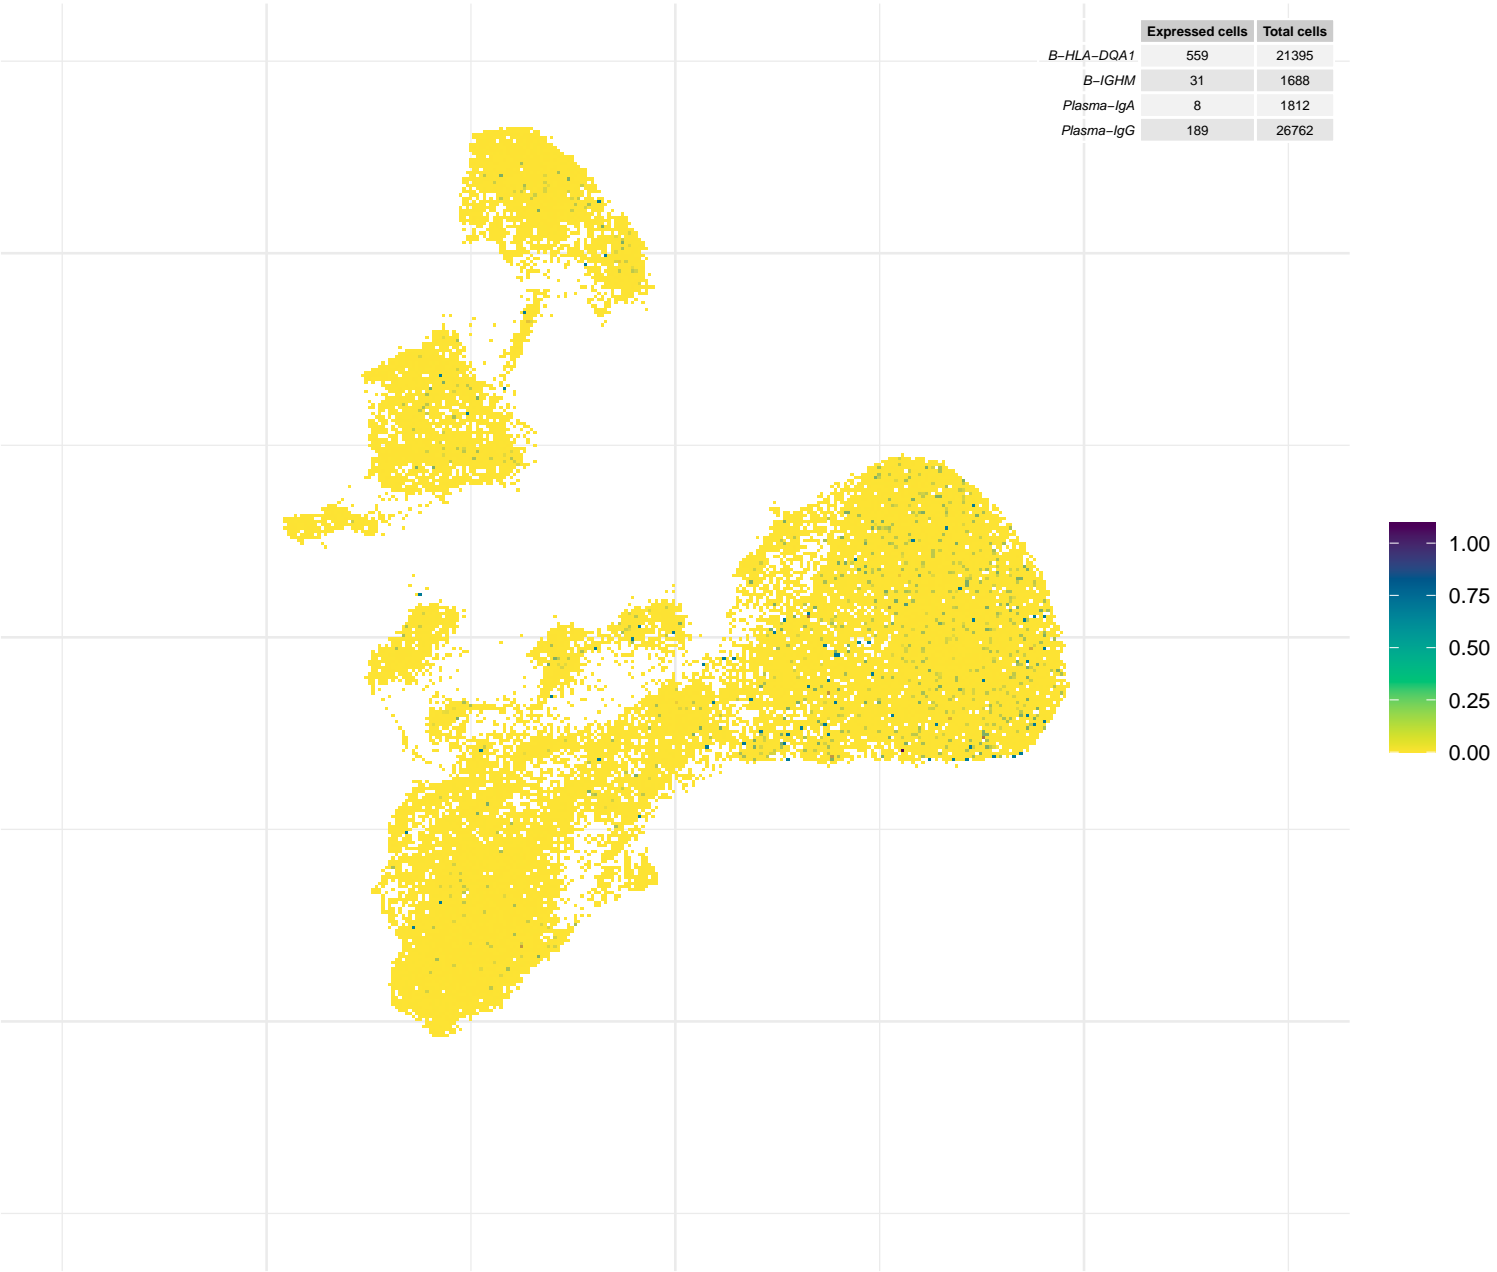 Expressed cells Total cells
B−HLA−DQA1 559 21395
B−IGHM 31 1688
Plasma−IgA 8 1812
Plasma−IgG 189 26762
1.00
0.75
0.50
0.25
0.00